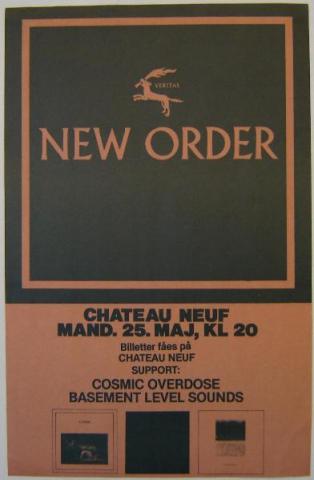 VERITAS
NEW ORDER
CHATEAU NEUF
MAND. 25. MAJ, KL 20
Billetter fåes på
CHATEAU NEUF
SUPPORT:
COSMIC OVERDOSE
BASEMENT LEVEL SOUNDS